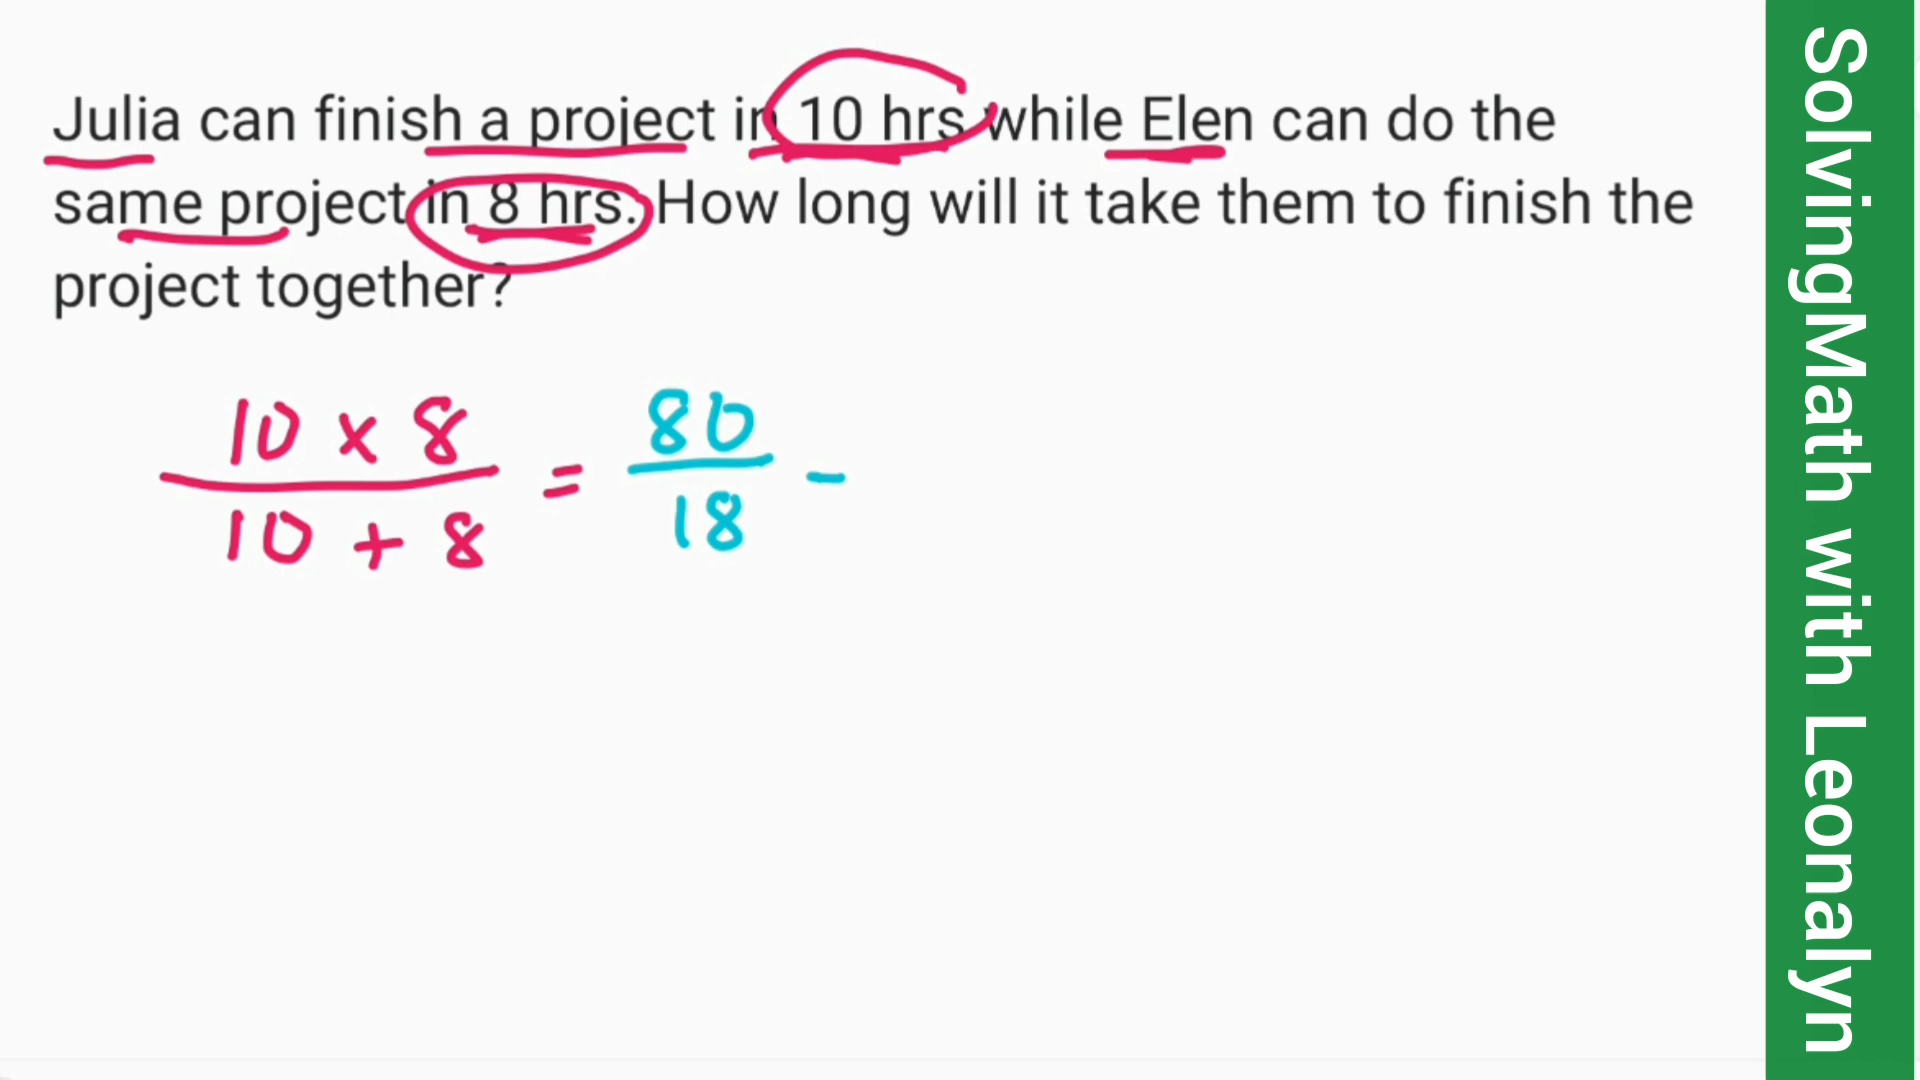 Julia can finish a project in 10 hrs while Elen can do the
same project in 8 hrs. How long will it take them to finish the
project together?
10 x 8
10 + 8
=
80
18
-
SolvingMath with Leonalyn